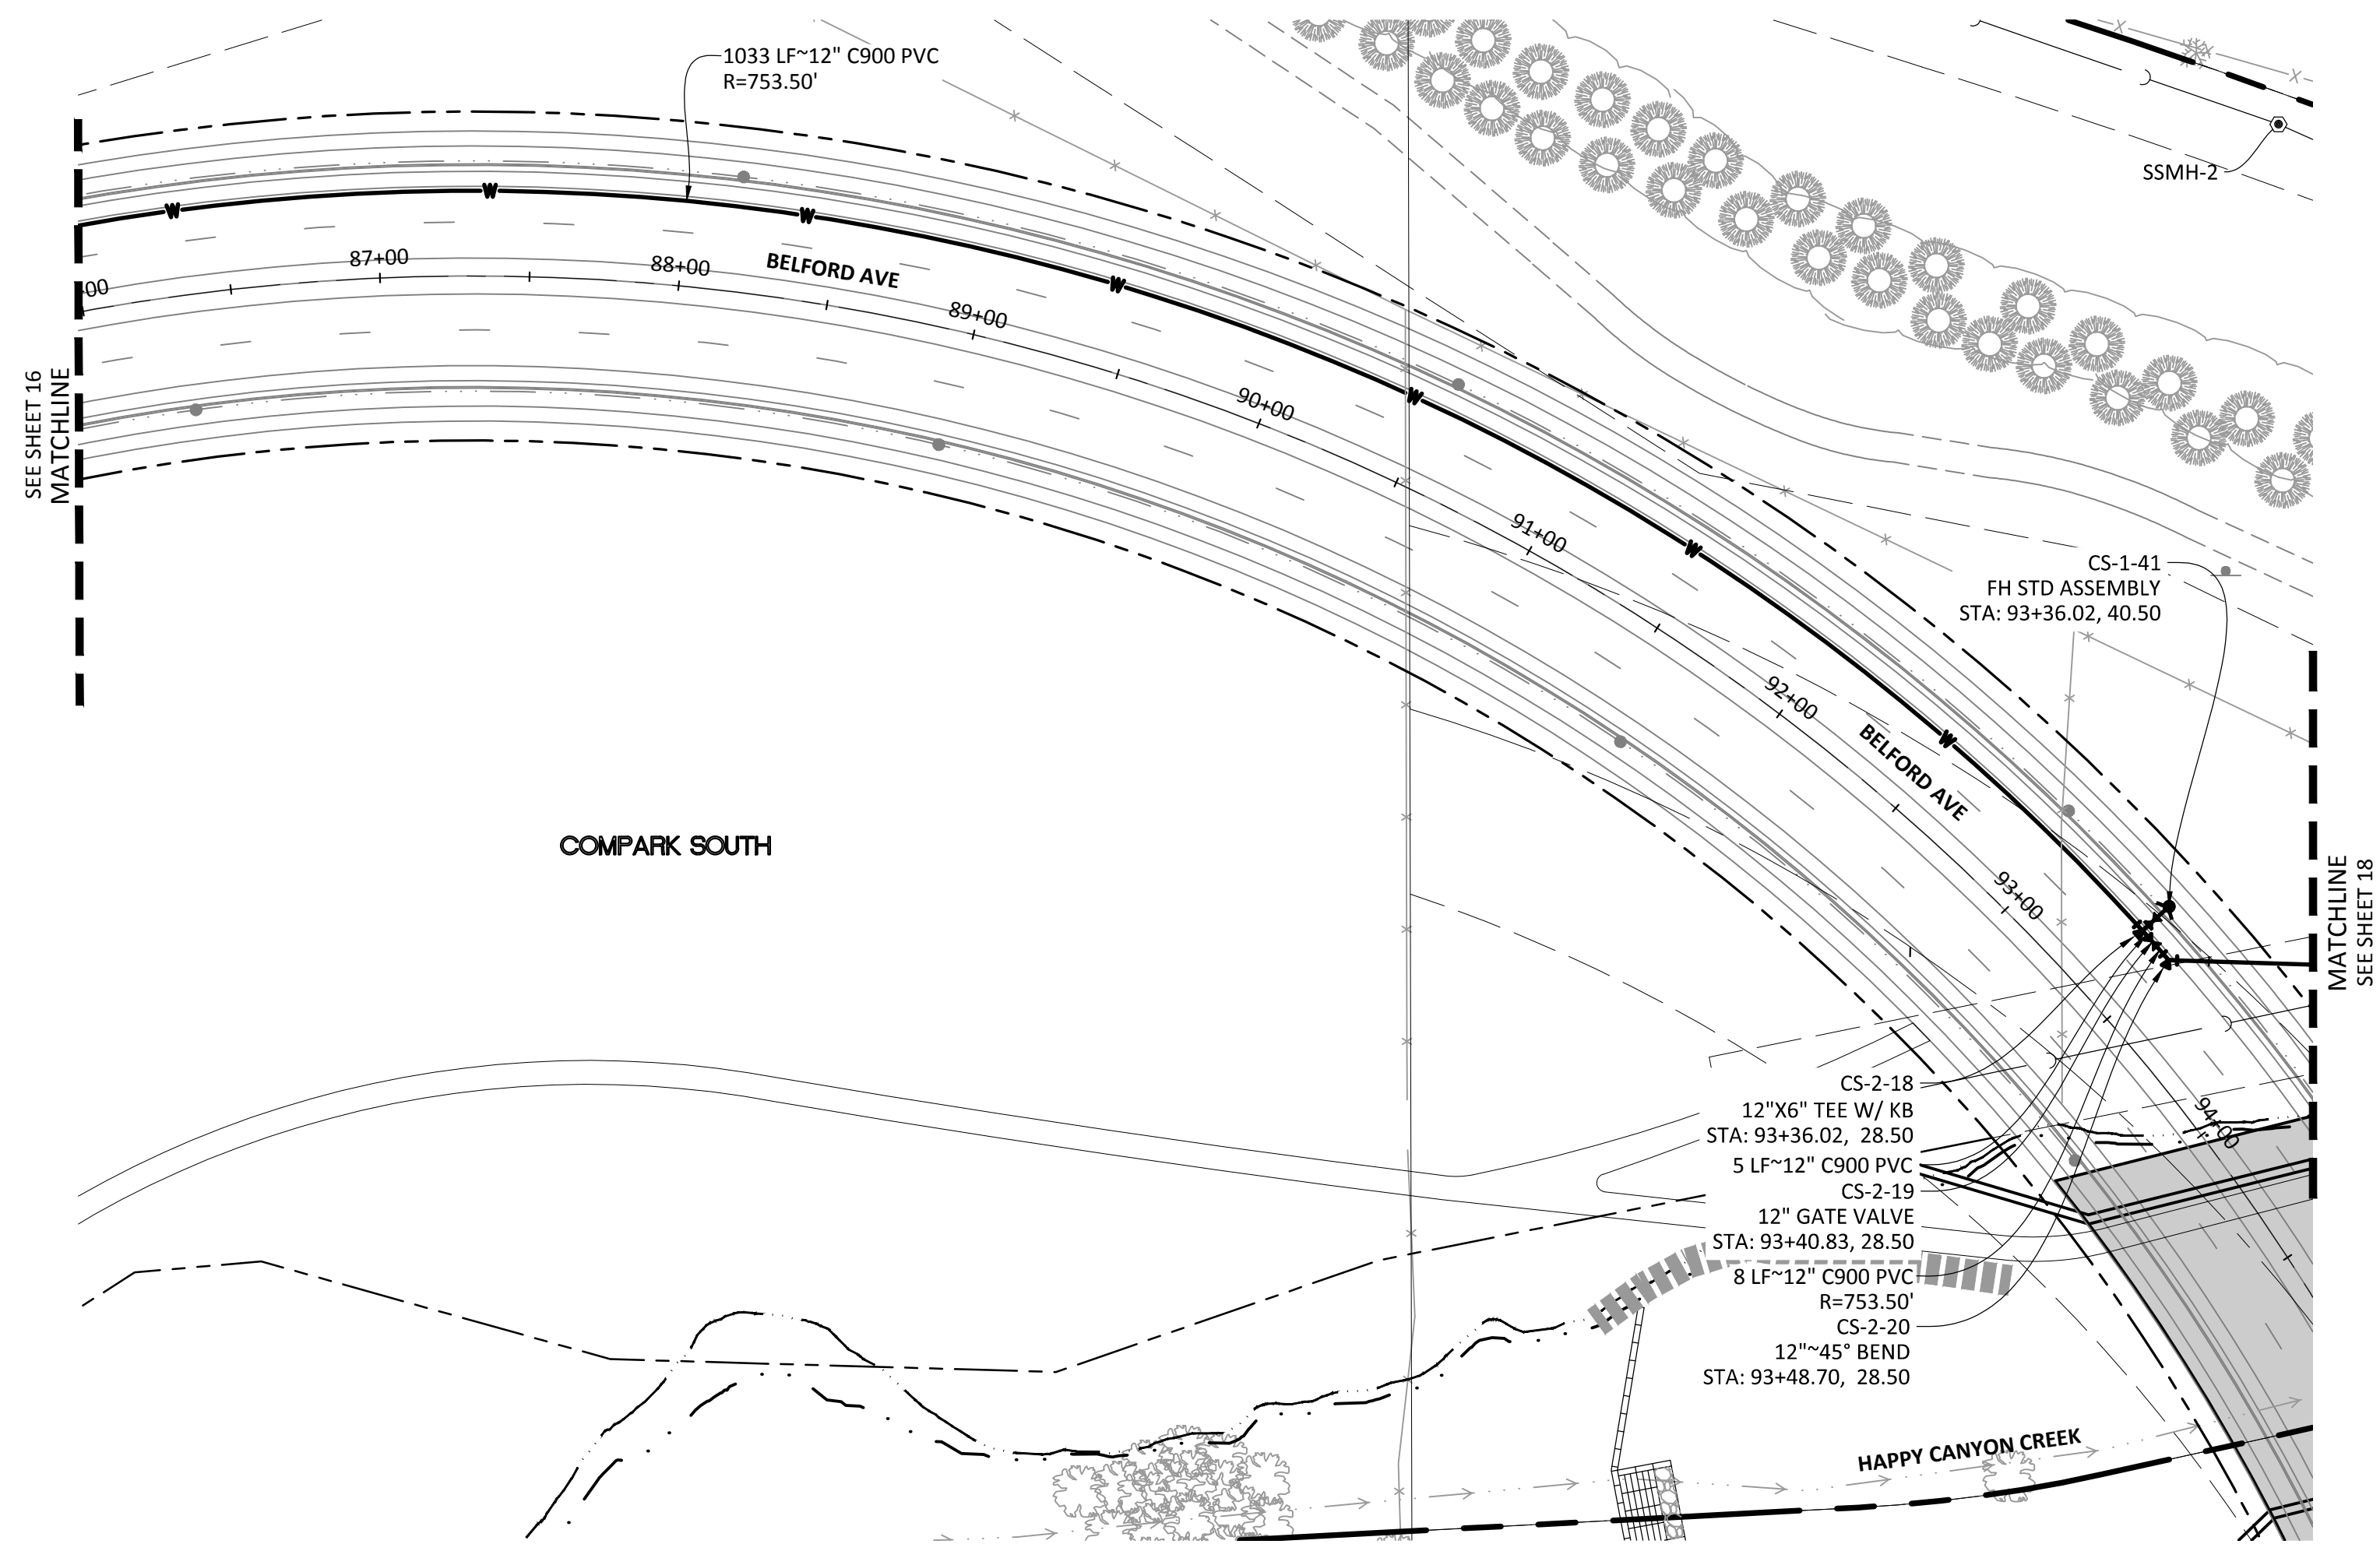 1033 LF~12" C900 PVC
R=753.50'
SSMH-2
87+00
88+00
BELFORD AVE
00
89+00
90+00
SEE SHEET 16
MATCHLINE
91+00
CS-1-41
FH STD ASSEMBLY
STA: 93+36.02, 40.50
92+00
BELFORD AVE
COMPARK SOUTH
93+00
MATCHLINE
SEE SHEET 18
CS-2-18
12"X6" TEE W/ KB
STA: 93+36.02, 28.50
94+00
5 LF~12" C900 PVC
CS-2-19
12" GATE VALVE
STA: 93+40.83, 28.50
8 LF~12" C900 PVC
R=753.50'
CS-2-20
12"~45° BEND
STA: 93+48.70, 28.50
HAPPY CANYON CREEK
W
W
W
W
W
W
W